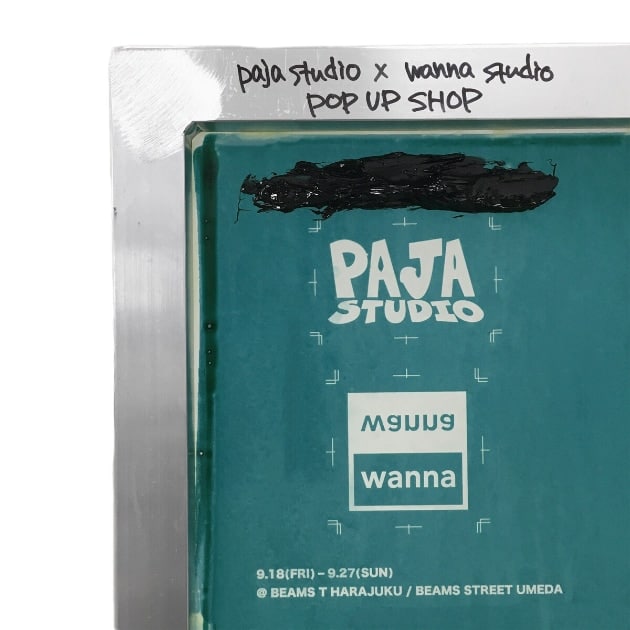 paja studio x wanna studio
POP UP SHOP
PAJA
STUDIO
wanna
wanna
9.18(FRI) – 9.27(SUN)
@ BEAMS T HARAJUKU / BEAMS STREET UMEDA